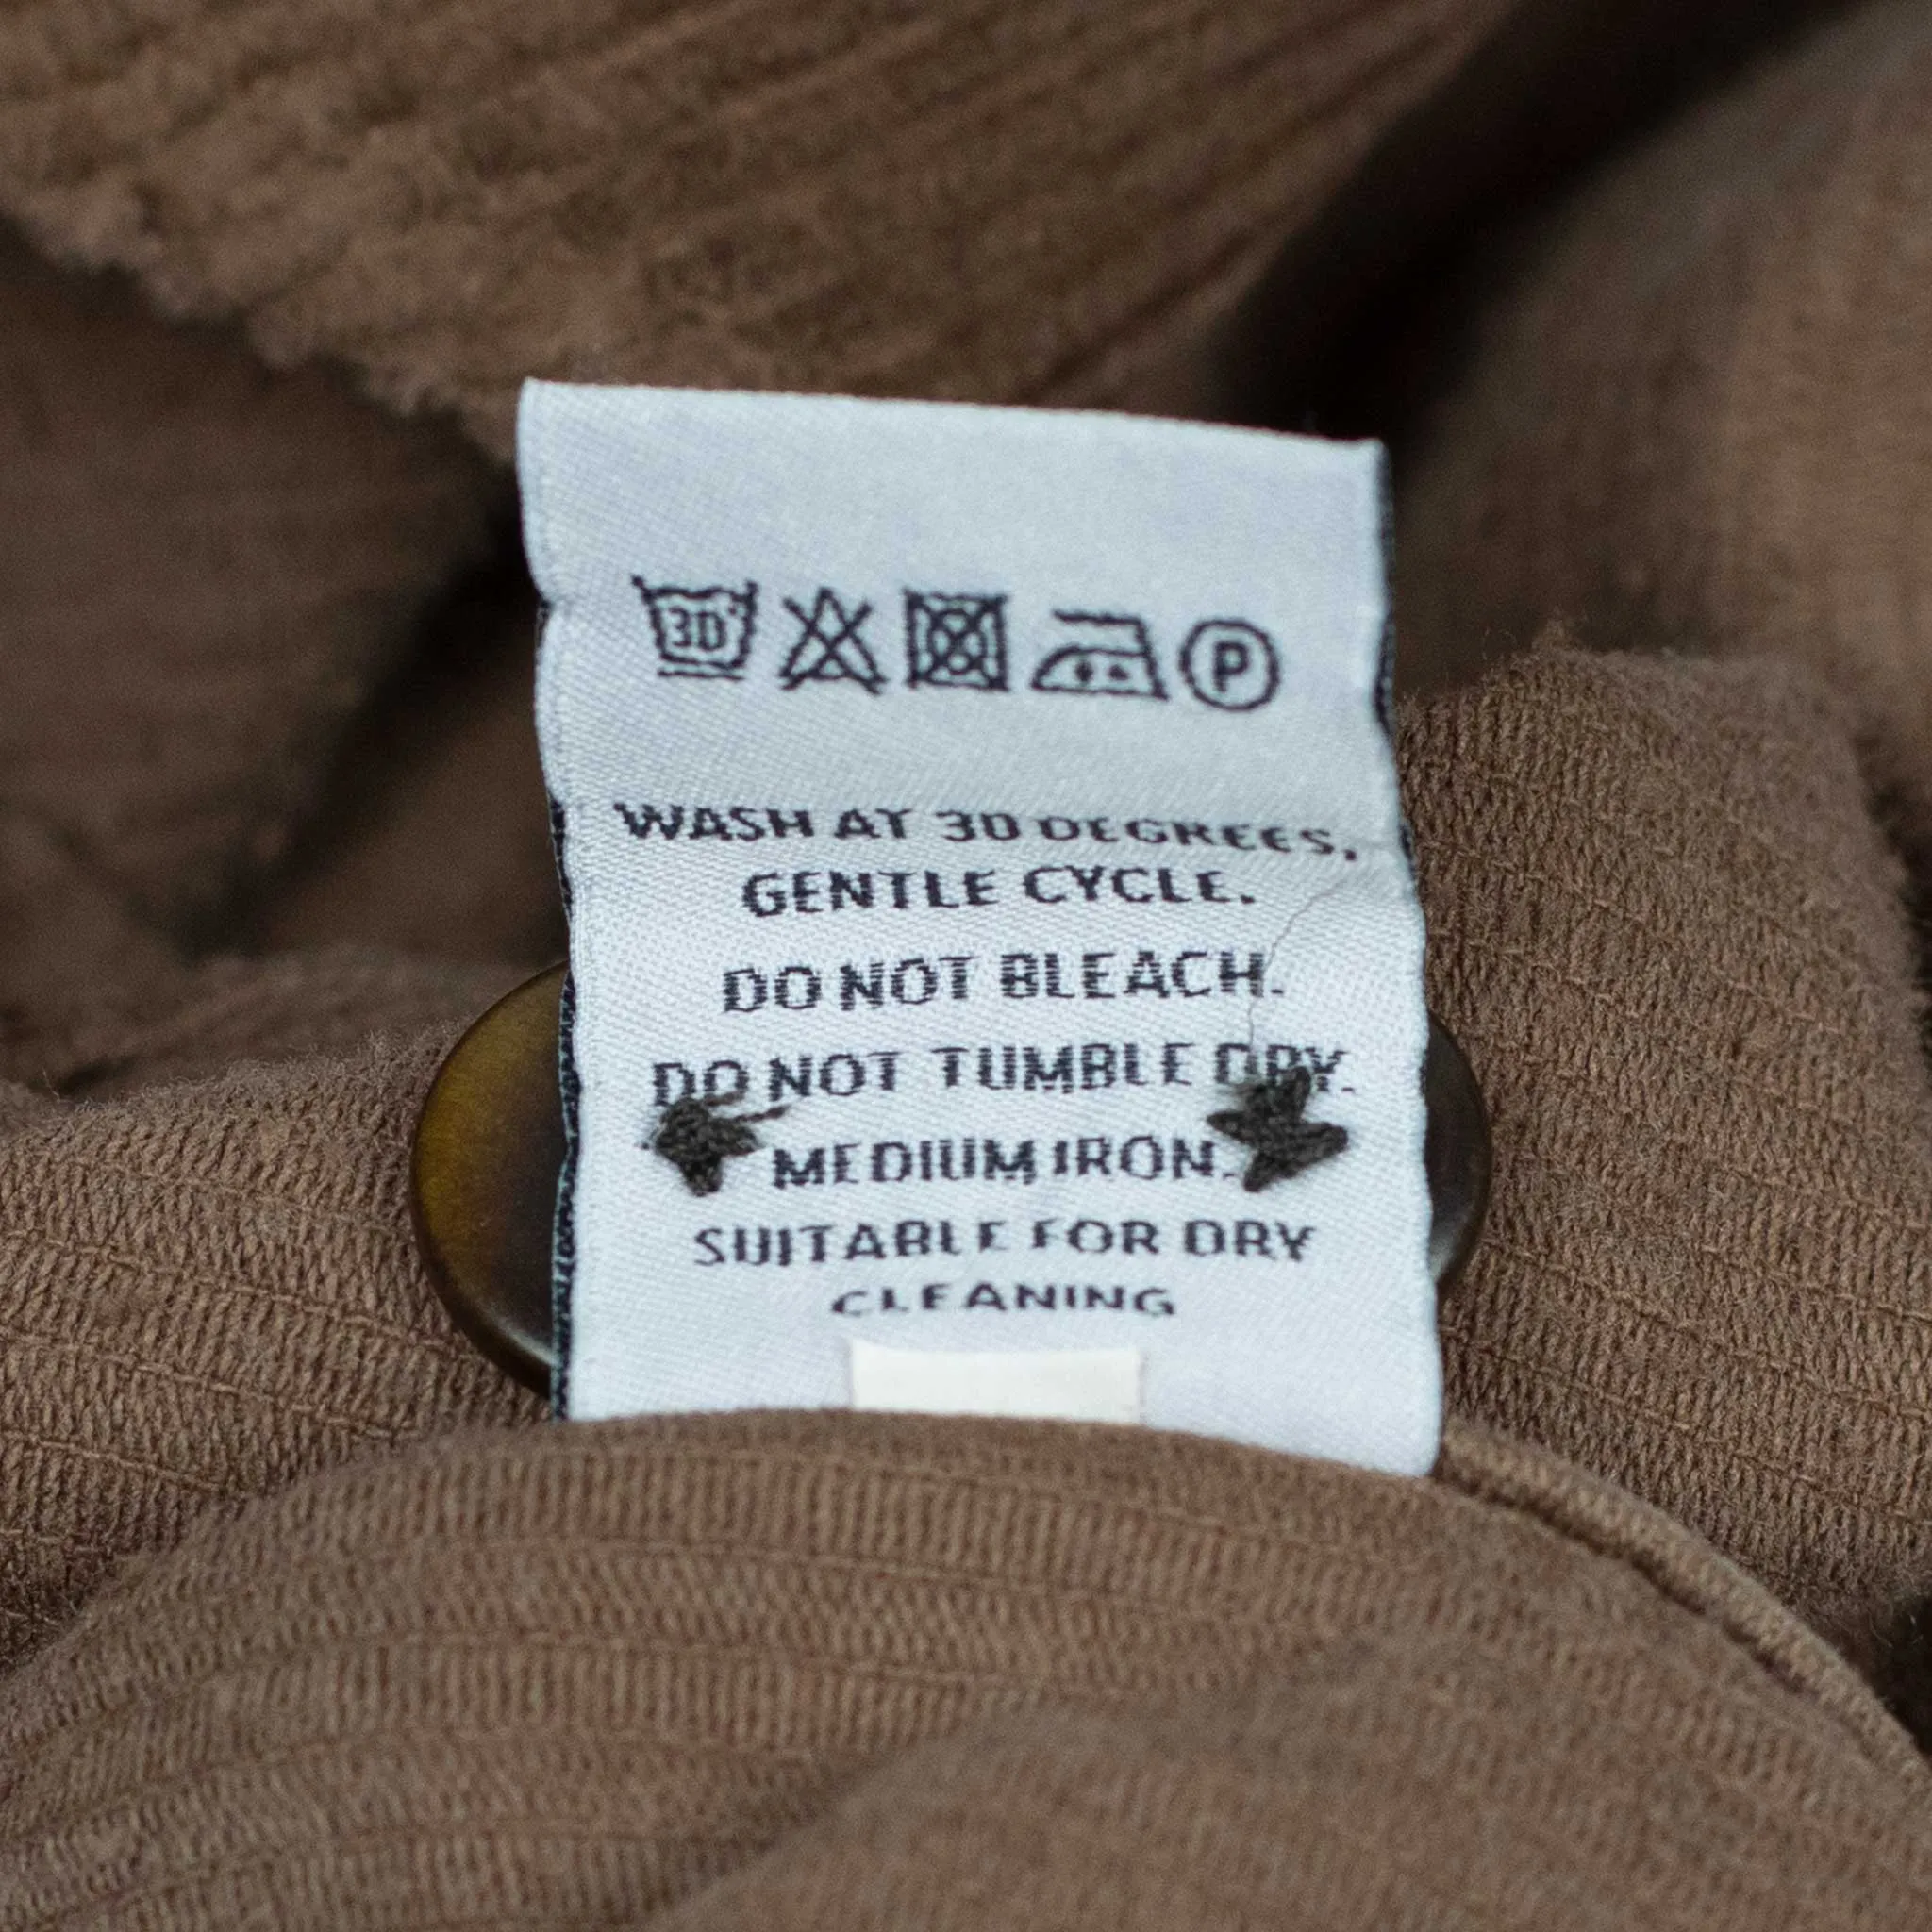 30°
P
WASH AT 30 DEGREES,
GENTLE CYCLE.
DO NOT BLEACH.
DO NOT TUMBLE DRY.
MEDIUM IRON.
SUITABLE FOR DRY
CLEANING